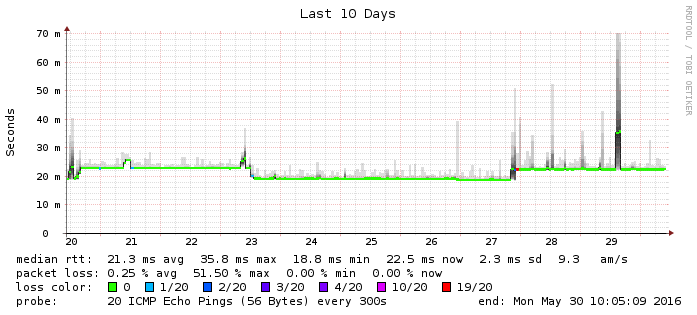 Last 10 Days
RRDTOOL / TOBI OETIKER
Seconds
70 m
60 m
50 m
40 m
30 m
20 m
10 m
0
20 21 22 23 24 25 26 27 28 29
median rtt: 21.3 ms avg 35.8 ms max 18.8 ms min 22.5 ms now 2.3 ms sd 9.3 am/s
packet loss: 0.25 % avg 51.50 % max 0.00 % min 0.00 % now
loss color: 0 1/20 2/20 3/20 4/20 10/20 19/20
probe: 20 ICMP Echo Pings (56 Bytes) every 300s end: Mon May 30 10:05:09 2016